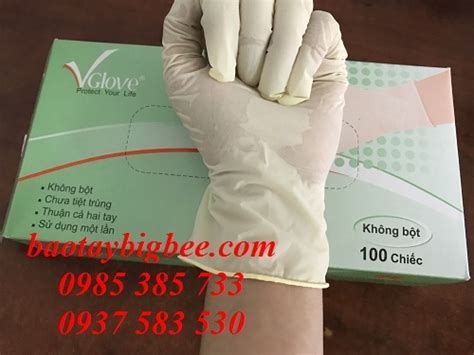 VGlove®
Protect Your Life
• Không bột
• Chưa tiệt trùng
• Thuận cả hai tay
• Sử dụng một lần
Không bột
100 Chiếc
baotaybigbee.com
0985 385 733
0937 583 530